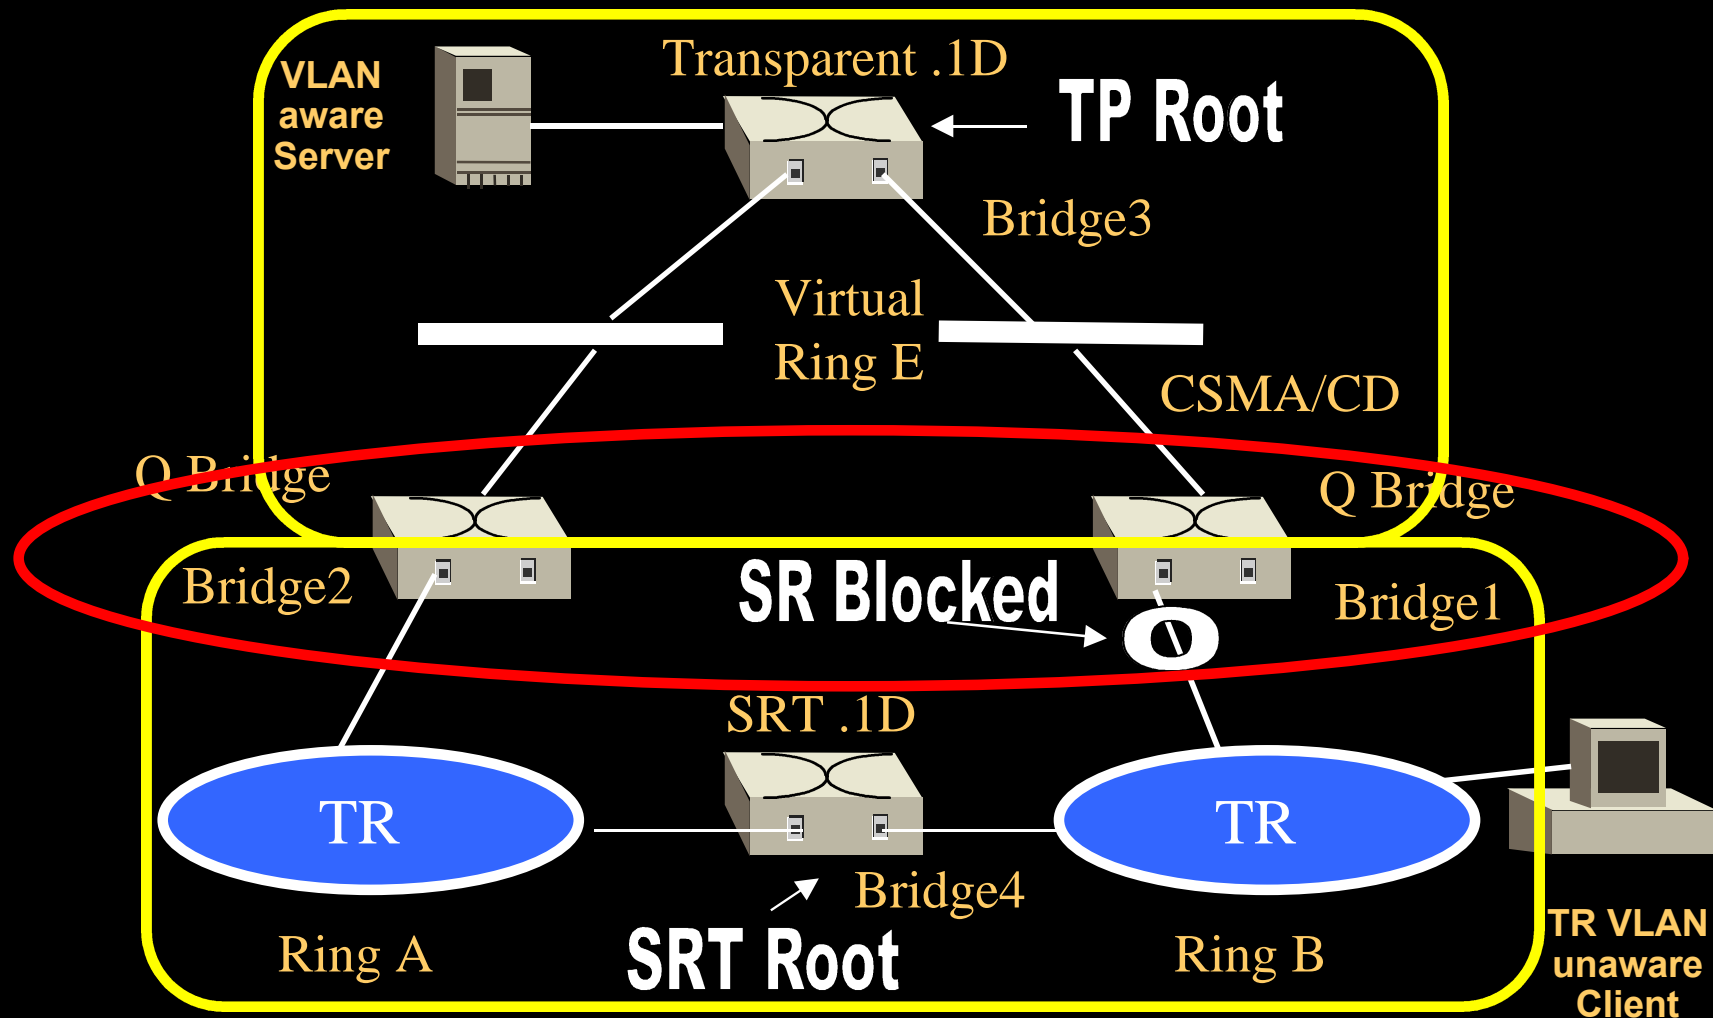 Transparent .1D
VLAN
aware
Server
TP Root
Bridge3
Virtual
Ring E
CSMA/CD
Q Bridge
Q Bridge
Bridge2
SR Blocked
Bridge1
SRT .1D
TR
TR
Bridge4
Ring A
SRT Root
Ring B
TR VLAN
unaware
Client